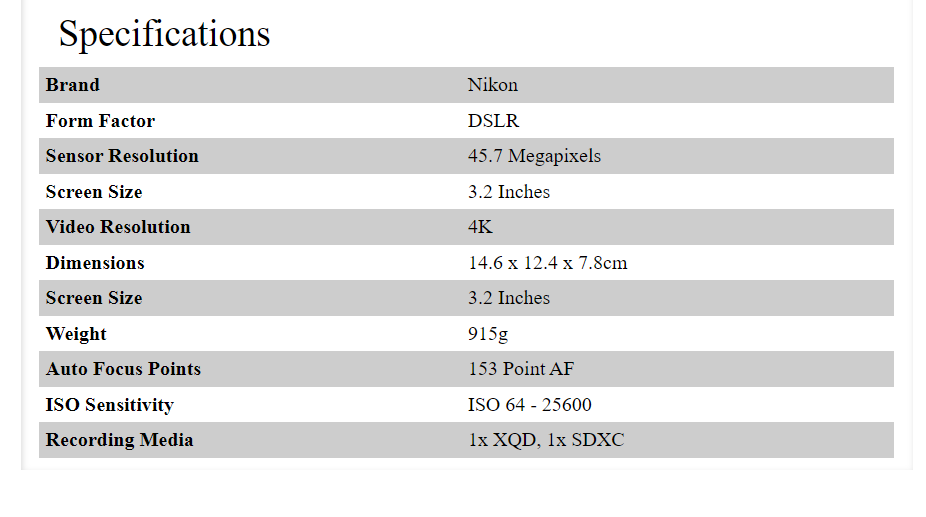 Specifications
Brand Nikon
Form Factor DSLR
Sensor Resolution 45.7 Megapixels
Screen Size 3.2 Inches
Video Resolution 4K
Dimensions 14.6 x 12.4 x 7.8cm
Screen Size 3.2 Inches
Weight 915g
Auto Focus Points 153 Point AF
ISO Sensitivity ISO 64 - 25600
Recording Media 1x XQD, 1x SDXC